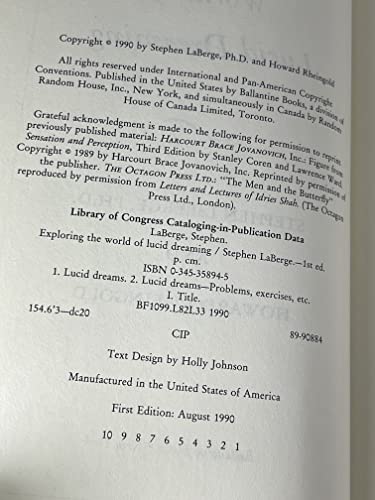 Copyright © 1990 by Stephen LaBerge, Ph.D. and Howard Rheingold
All rights reserved under International and Pan-American Copyright
Conventions. Published in the United States by Ballantine Books, a division of
Random House, Inc., New York, and simultaneously in Canada by Random
House of Canada Limited, Toronto.
Grateful acknowledgment is made to the following for permission to reprint
previously published material: HARCOURT BRACE JOVANOVICH, INC.: Figure from
Sensation and Perception, Third Edition by Stanley Coren and Lawrence Ward.
Copyright © 1989 by Harcourt Brace Jovanovich, Inc. Reprinted by permission of
the publisher. THE OCTAGON PRESS LTD.: "The Men and the Butterfly"
reproduced by permission from Letters and Lectures of Idries Shah. (The Octagon
Press Ltd., London).
Library of Congress Cataloging-in-Publication Data
LaBerge, Stephen.
Exploring the world of lucid dreaming / Stephen LaBerge.—1st ed.
p. cm.
ISBN 0-345-35894-5
1. Lucid dreams. 2. Lucid dreams—Problems, exercises, etc.
I. Title.
BF1099.L82L33 1990
154.6'3—dc20 89-90884
CIP
Text Design by Holly Johnson
Manufactured in the United States of America
First Edition: August 1990
10 9 8 7 6 5 4 3 2 1